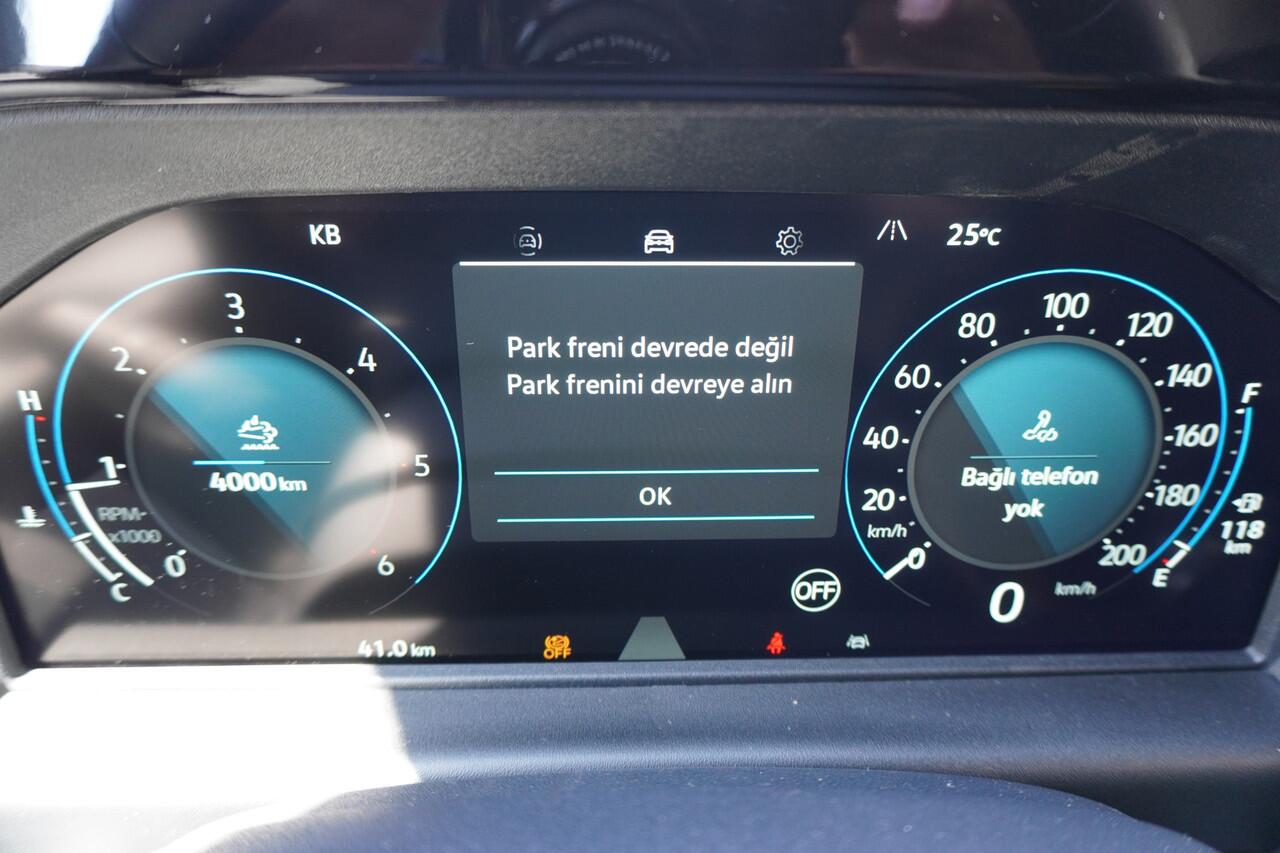 KB
25°C
Park freni devrede değil
Park frenini devreye alın
OK
H
3
2
4
1
5
0
6
4000 km
RPM
x1000
C
100
80
120
60
140
40
160
20
180
0
200
km/h
Bağlı telefon
yok
F
118
km
E
0
km/h
OFF
41.0 km
OFF